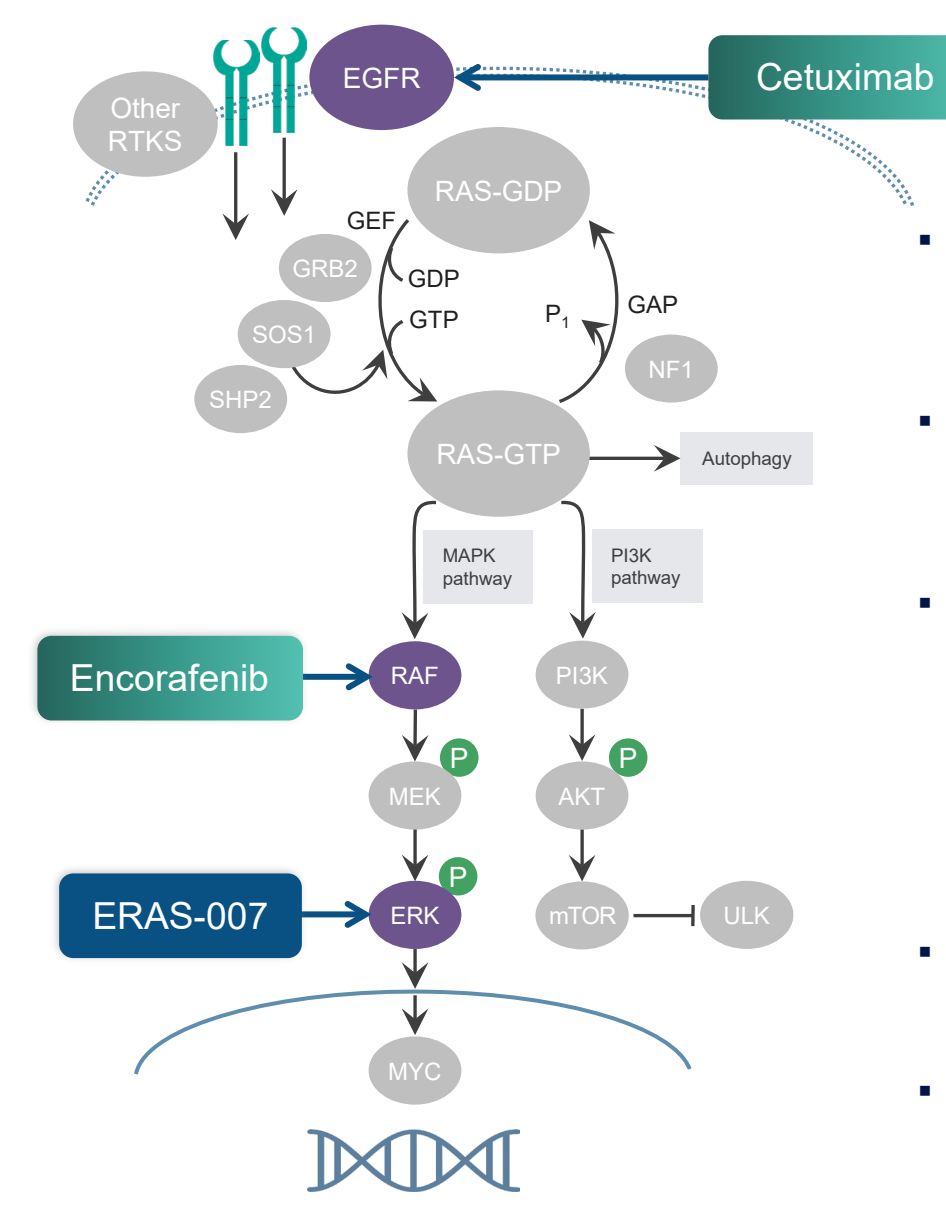 EGFR
Cetuximab
Other
RTKS
RAS-GDP
GEF
GRB2
GDP
GAP
P1
GTP
SOS1
NF1
SHP2
RAS-GTP
Autophagy
MAPK
pathway
PI3K
pathway
Encorafenib
RAF
PI3K
P
P
MEK
AKT
P
ERAS-007
ERK
mTOR
ULK
MYC